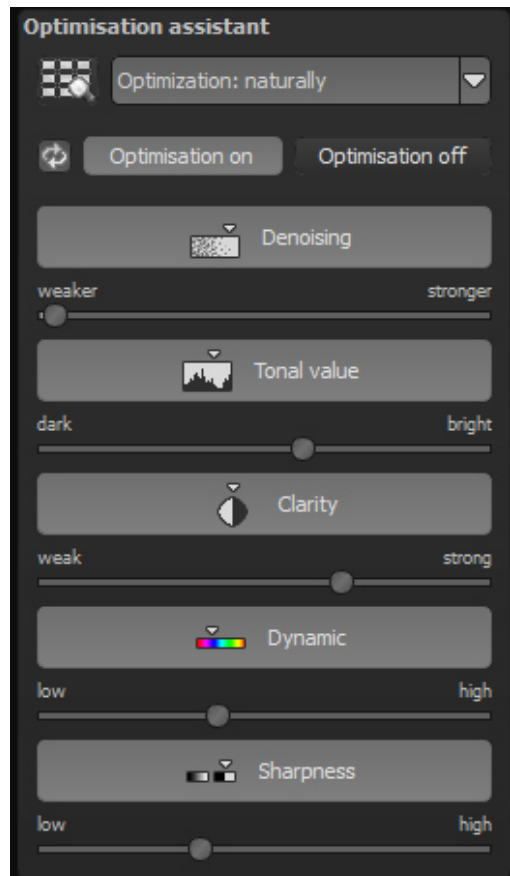 Optimisation assistant
Optimization: naturally
Optimisation on Optimisation off
Denoising
weaker stronger
Tonal value
dark bright
Clarity
weak strong
Dynamic
low high
Sharpness
low high